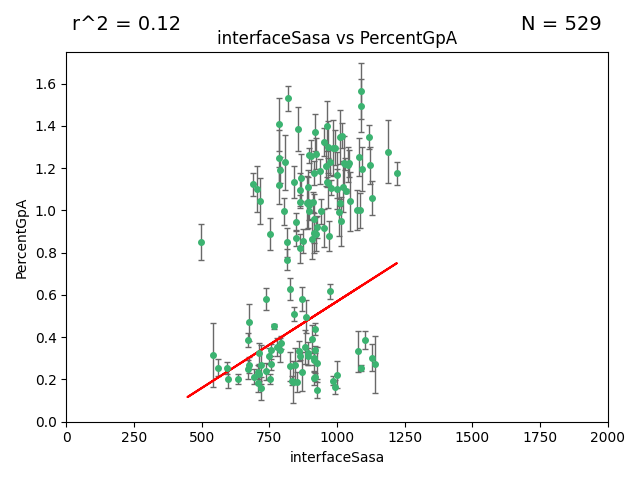 r^2 = 0.12 N = 529
interfaceSasa vs PercentGpA
PercentGpA
1.6
1.4
1.2
1.0
0.8
0.6
0.4
0.2
0.0
0 250 500 750 1000 1250 1500 1750 2000
interfaceSasa